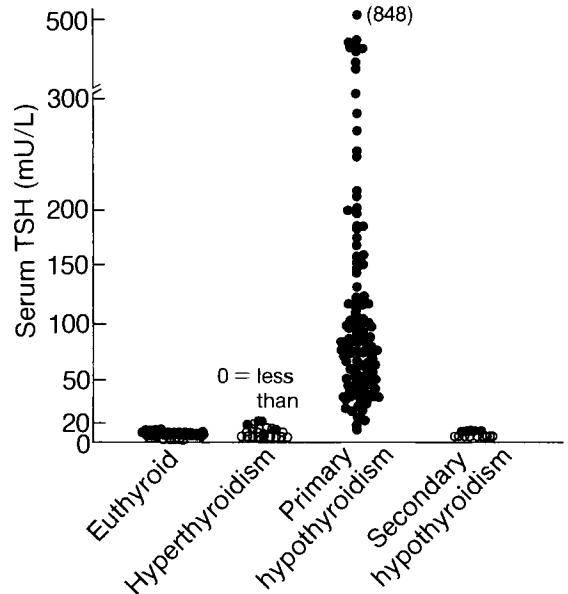 500
(848)
300
200
150
100
50
20
0
Serum TSH (mU/L)
0 = less
than
Euthyroid
Hyperthyroidism
Primary
hypothyroidism
Secondary
hypothyroidism